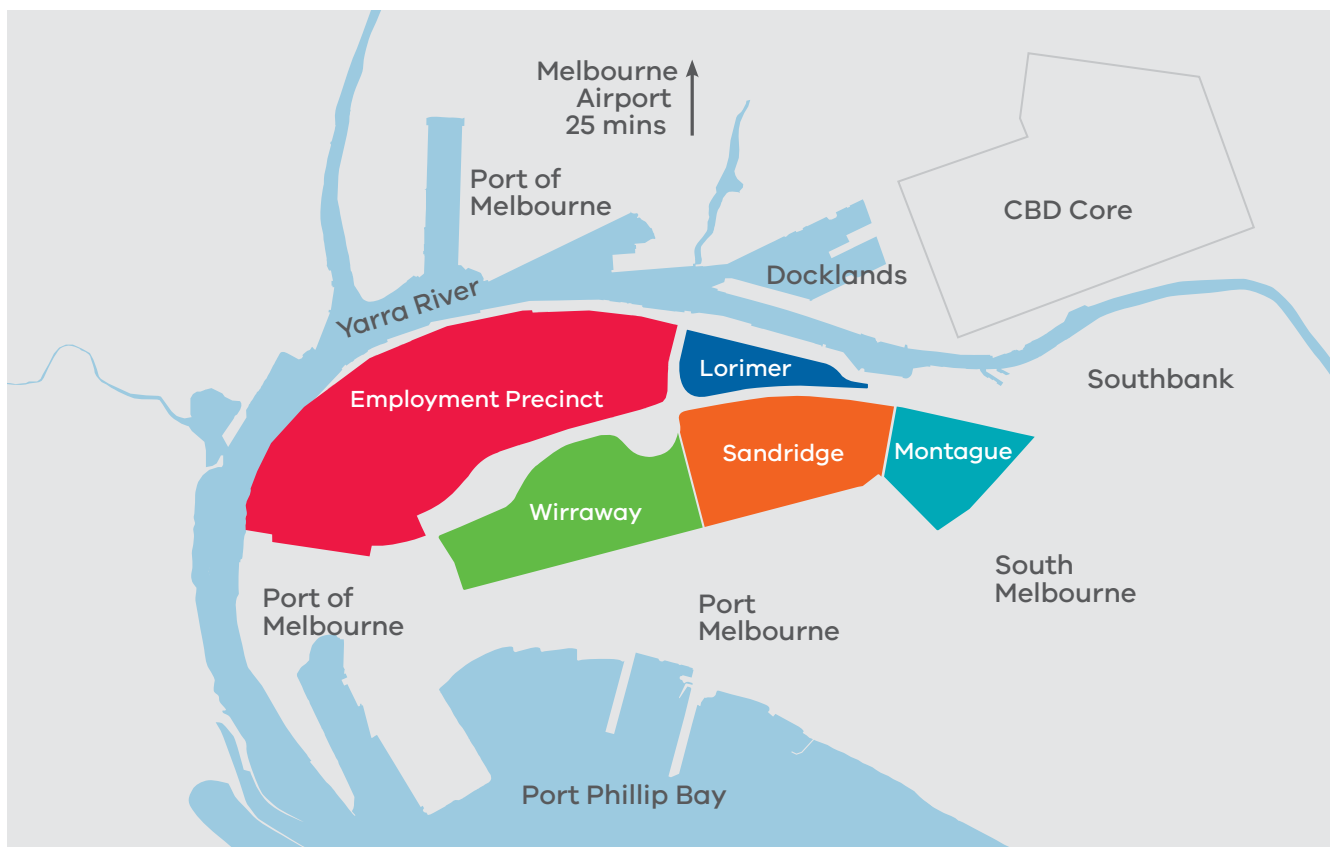 Melbourne
Airport
25 mins
Port of
Melbourne
CBD Core
Docklands
Yarra River
Lorimer
Southbank
Employment Precinct
Sandridge
Montague
Wirraway
South
Melbourne
Port of
Melbourne
Port
Melbourne
Port Phillip Bay